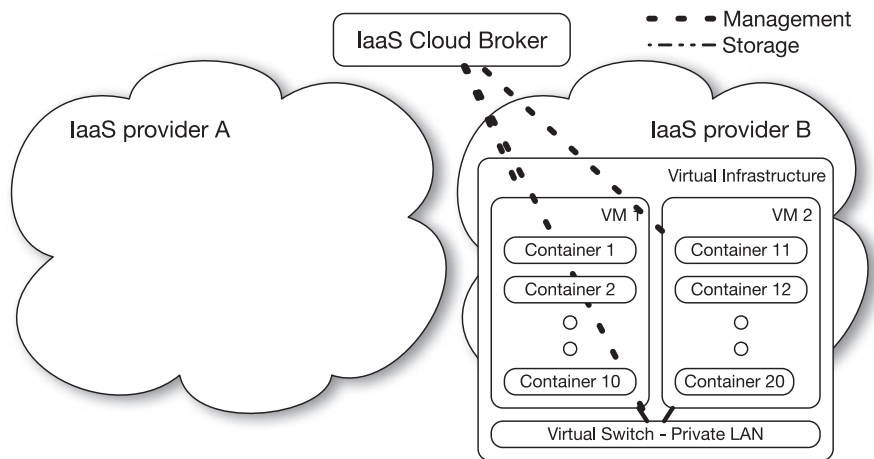 IaaS Cloud Broker
Management
Storage
IaaS provider A
IaaS provider B
Virtual Infrastructure
VM 1
VM 2
Container 1
Container 11
Container 2
Container 12
Container 10
Container 20
Virtual Switch - Private LAN